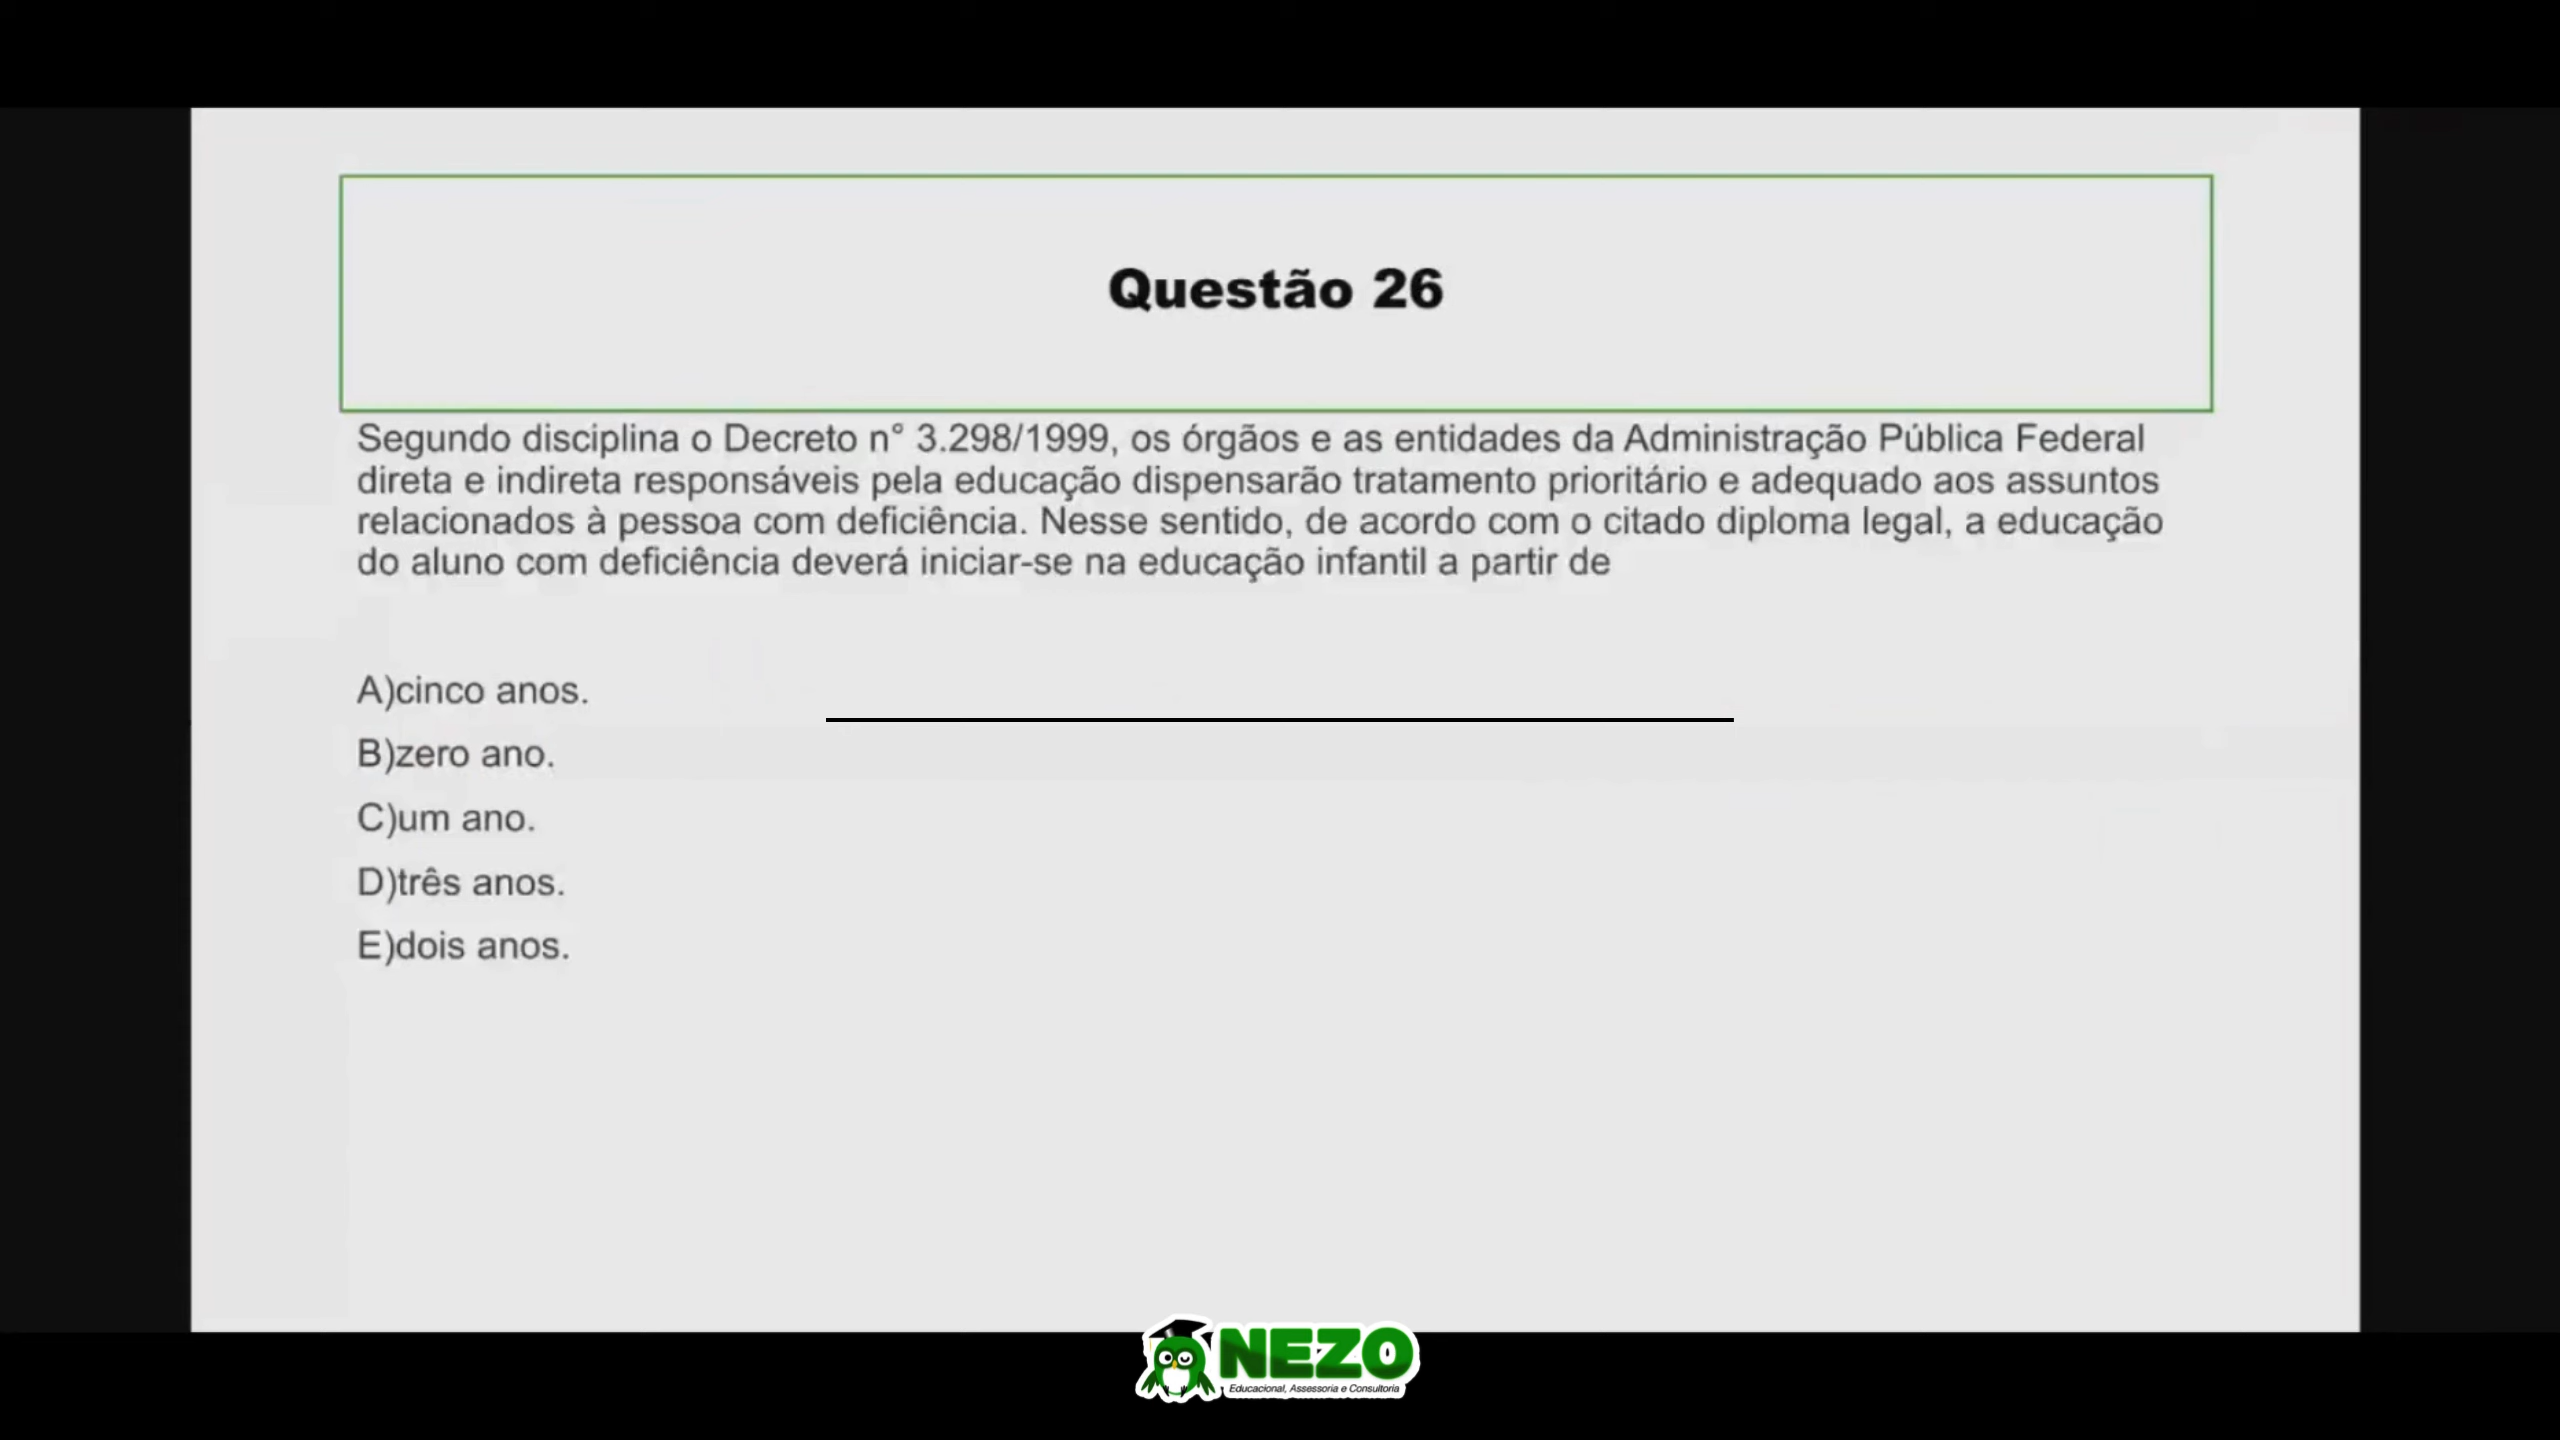 Questão 26
Segundo disciplina o Decreto n° 3.298/1999, os órgãos e as entidades da Administração Pública Federal
direta e indireta responsáveis pela educação dispensarão tratamento prioritário e adequado aos assuntos
relacionados à pessoa com deficiência. Nesse sentido, de acordo com o citado diploma legal, a educação
do aluno com deficiência deverá iniciar-se na educação infantil a partir de
A)cinco anos.
B)zero ano.
C)um ano.
D)três anos.
E)dois anos.
NEZO
Educacional, Assessoria e Consultoria